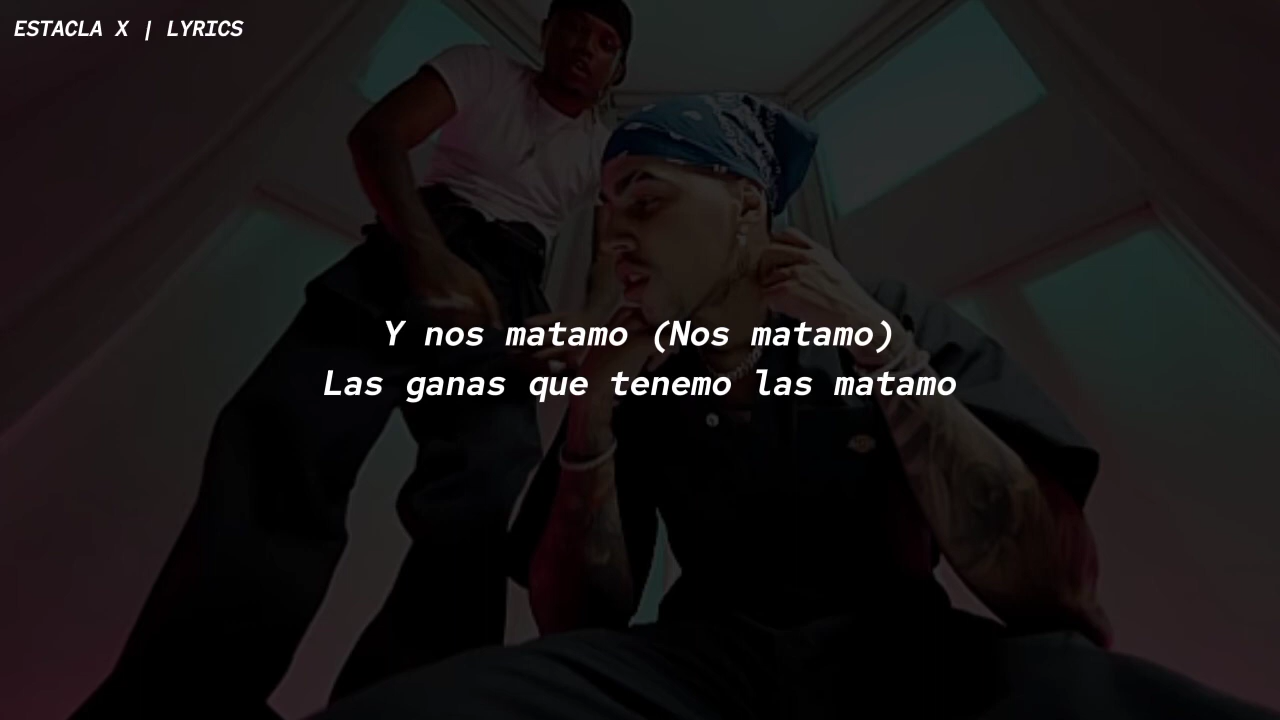 ESTACLA X | LYRICS
Y nos matamo (Nos matamo)
Las ganas que tenemo las matamo